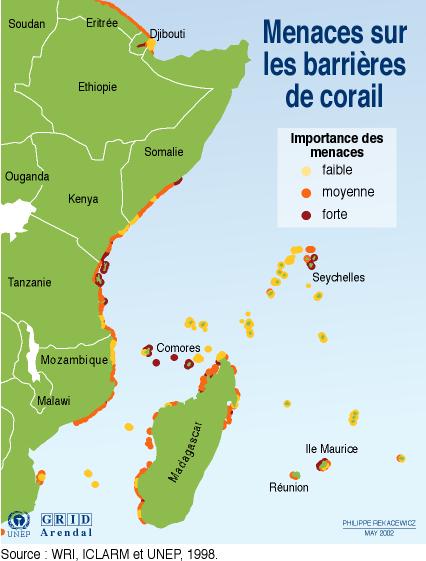 Menaces sur
les barrières
de corail
Importance des
menaces
faible
moyenne
forte
Soudan
Eritrée
Djibouti
Ethiopie
Somalie
Ouganda
Kenya
Tanzanie
Seychelles
Comores
Mozambique
Malawi
Madagascar
Ile Maurice
Réunion
UNEP
GRID
Arendal
PHILIPPE REKACEWICZ
MAY 2002
Source : WRI, ICLARM et UNEP, 1998.